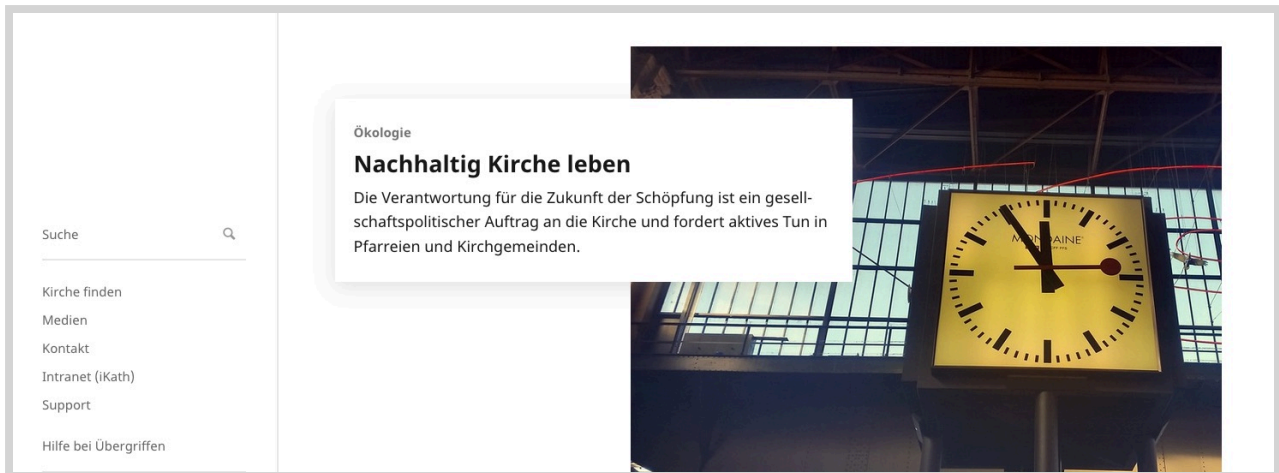 Suche
Kirche finden
Medien
Kontakt
Intranet (iKath)
Support
Hilfe bei Übergriffen
Ökologie
Nachhaltig Kirche leben
Die Verantwortung für die Zukunft der Schöpfung ist ein gesell-
schaftspolitischer Auftrag an die Kirche und fordert aktives Tun in
Pfarreien und Kirchgemeinden.